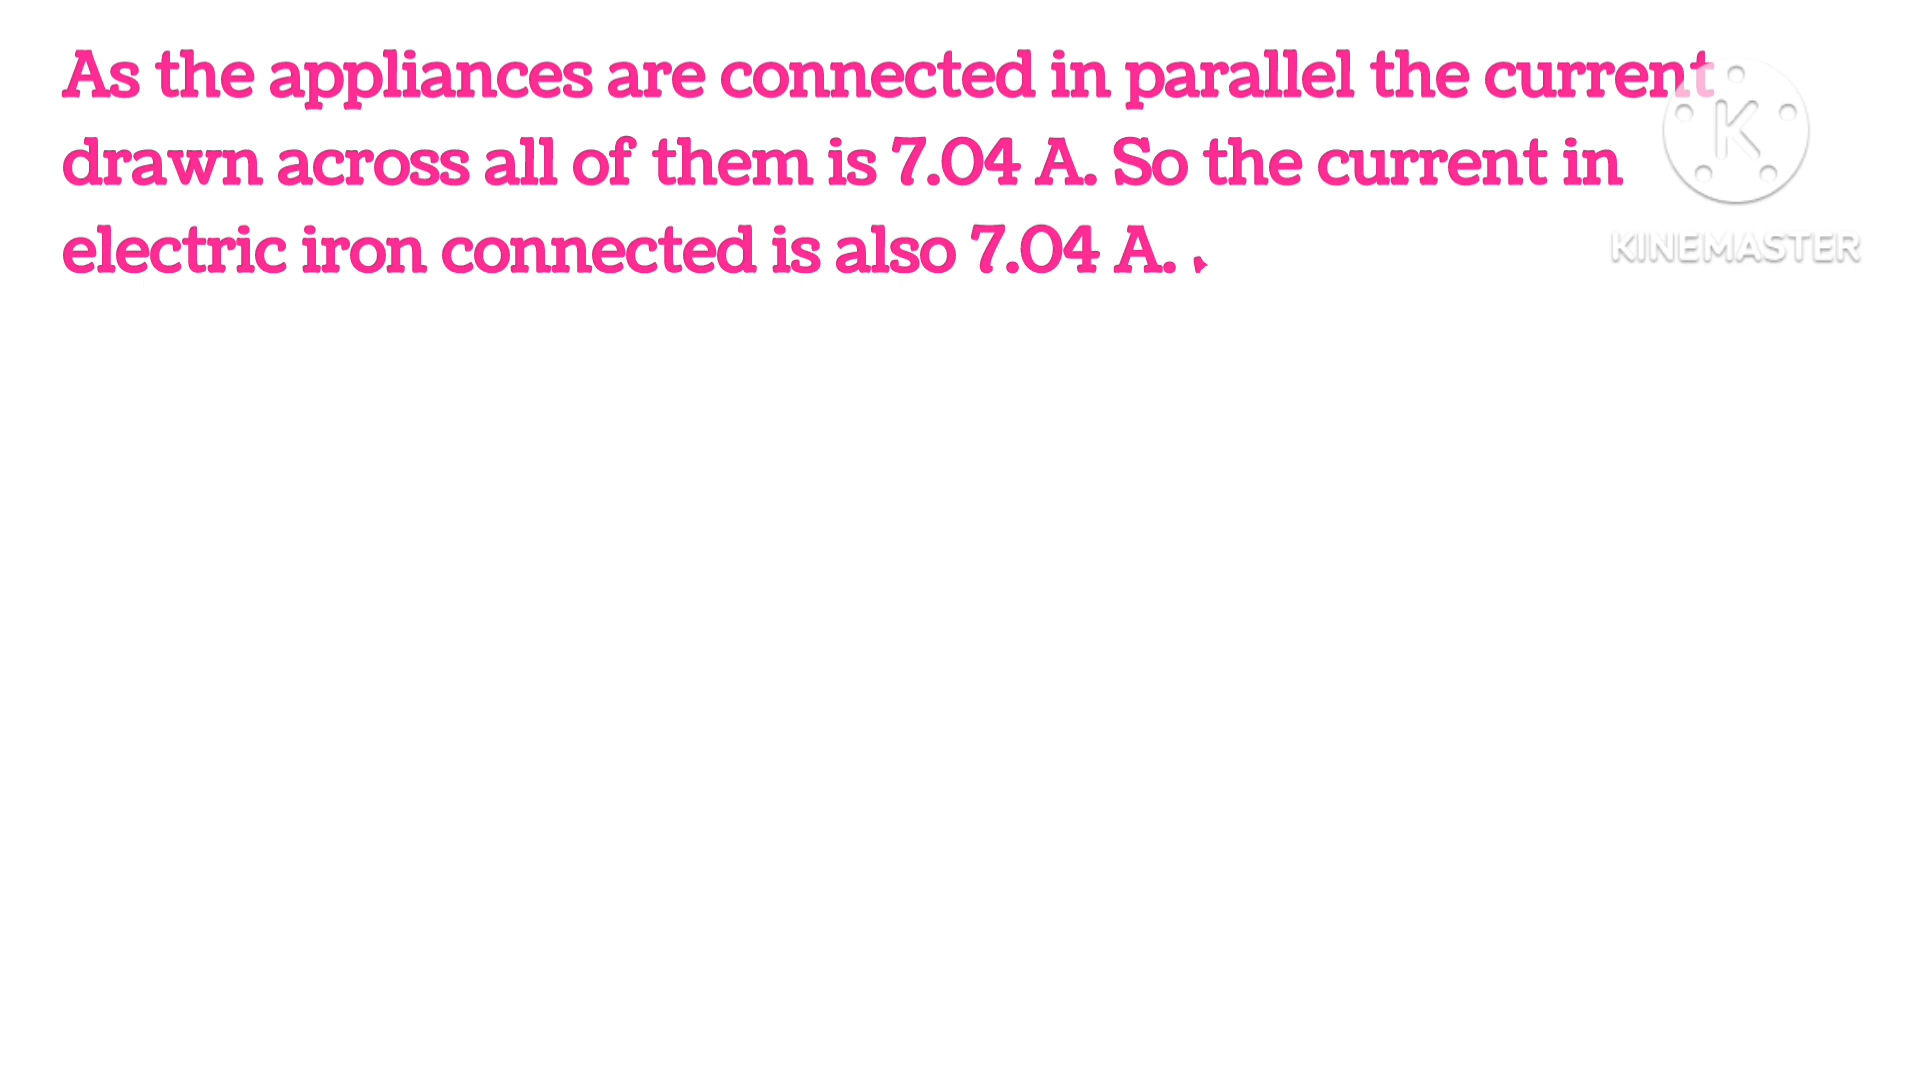 As the appliances are connected in parallel the current
drawn across all of them is 7.04 A. So the current in
electric iron connected is also 7.04 A.
K
KINEMASTER